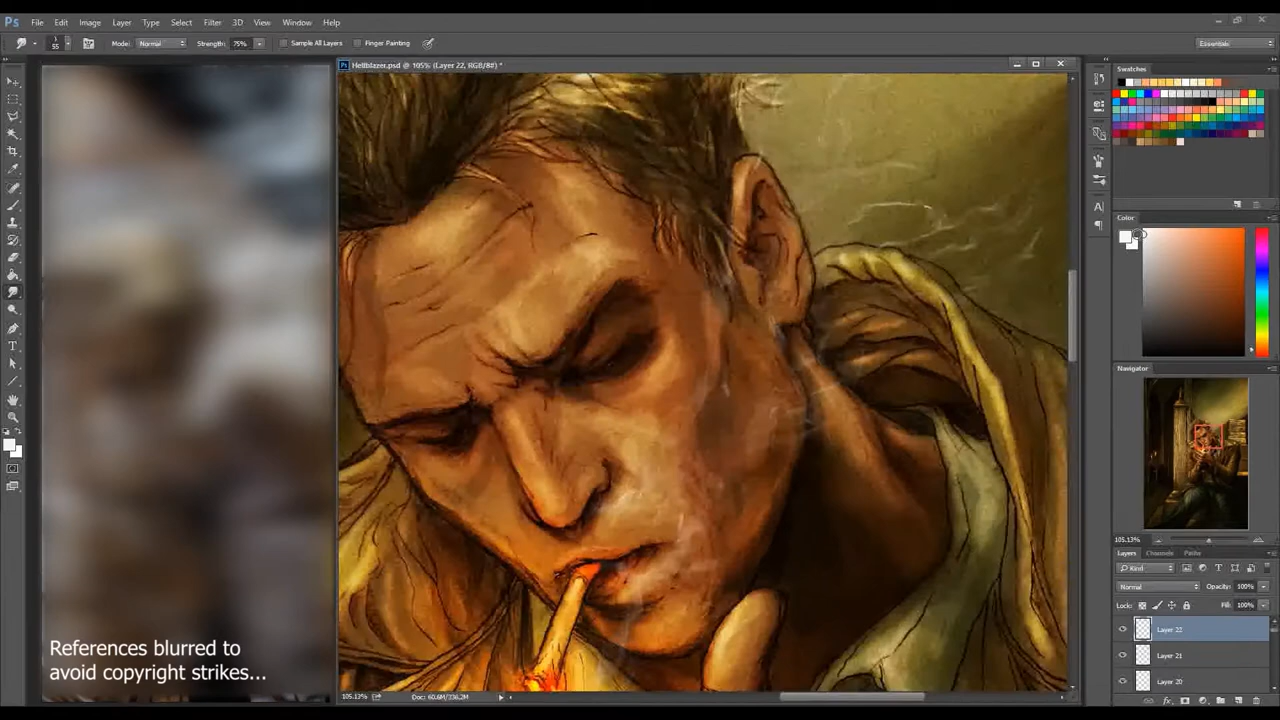 Ps File Edit Image Layer Type Select Filter 3D View Window Help
55 Mode: Normal Strength: 75% Sample All Layers Finger Painting Essentials
Hellblazer.psd @ 105% (Layer 22, RGB/8#) *
Swatches
Color
Navigator
105.13%
Layers Channels Paths
Kind
Normal Opacity: 100%
Lock: Fill: 100%
Layer 22
Layer 21
Layer 20
References blurred to
avoid copyright strikes...
105.13% Doc: 60.6M/336.2M